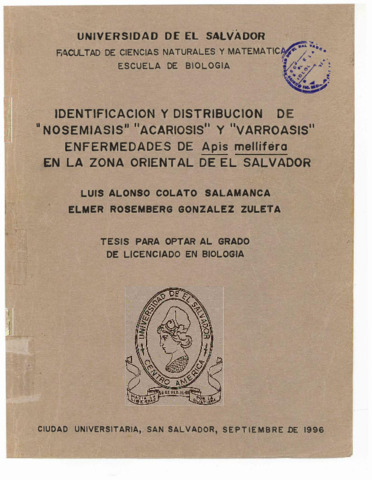 UNIVERSIDAD DE EL SALVADOR
FACULTAD DE CIENCIAS NATURALES Y MATEMATICA
ESCUELA DE BIOLOGIA
IDENTIFICACION Y DISTRIBUCION DE
"NOSEMIASIS" "ACARIOSIS" Y "VARROASIS"
ENFERMEDADES DE Apis mellifera
EN LA ZONA ORIENTAL DE EL SALVADOR
LUIS ALONSO COLATO SALAMANCA
ELMER ROSEMBERG GONZALEZ ZULETA
TESIS PARA OPTAR AL GRADO
DE LICENCIADO EN BIOLOGIA
UNIVERSIDAD DE EL SALVADOR
CENTRO AMERICA
CIUDAD UNIVERSITARIA, SAN SALVADOR, SEPTIEMBRE DE 1996